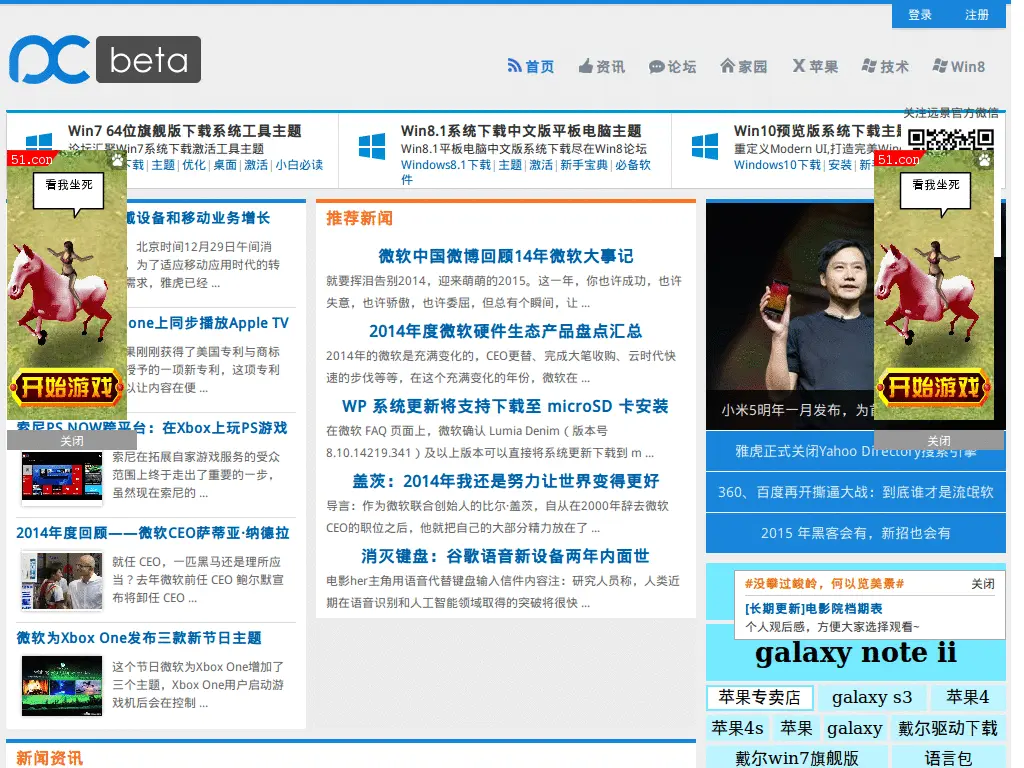 登录 注册
pc beta
首页 资讯 论坛 家园 苹果 技术 Win8
关注远景官方微信
Win7 64位旗舰版下载系统工具主题
论坛汇聚Win7系统下载激活工具主题
下载|主题|优化|桌面|激活|小白必读
Win8.1系统下载中文版平板电脑主题
Win8.1平板电脑中文版系统下载尽在Win8论坛
Windows8.1下载|主题|激活|新手宝典|必备软
件
Win10预览版系统下载主
重定义Modern UI,打造完美Win
Windows10下载|安装|新
51.com
看我坐死
开始游戏
关闭
51.com
看我坐死
开始游戏
关闭
设备和移动业务增长
北京时间12月29日午间消
，为了适应移动应用时代的转
需求，雅虎已经 ...
one上同步播放Apple TV
果刚刚获得了美国专利与商标
授予的一项新专利，这项专利
以让内容在便 ...
索尼PS NOW跨平台：在Xbox上玩PS游戏
索尼在拓展自家游戏服务的受众
范围上终于走出了重要的一步，
虽然现在索尼的 ...
2014年度回顾——微软CEO萨蒂亚·纳德拉
就任 CEO，一匹黑马还是理所应
当？去年微软前任 CEO 鲍尔默宣
布将卸任 CEO ...
微软为Xbox One发布三款新节日主题
这个节日微软为Xbox One增加了
三个主题，Xbox One用户启动游
戏机后会在控制 ...
新闻资讯
推荐新闻
微软中国微博回顾14年微软大事记
就要挥泪告别2014，迎来萌萌的2015。这一年，你也许成功，也许
失意，也许骄傲，也许委屈，但总有个瞬间，让 ...
2014年度微软硬件生态产品盘点汇总
2014年的微软是充满变化的，CEO更替、完成大笔收购、云时代快
速的步伐等等，在这个充满变化的年份，微软在 ...
WP 系统更新将支持下载至 microSD 卡安装
在微软 FAQ 页面上，微软确认 Lumia Denim（版本号
8.10.14219.341）及以上版本可以直接将系统更新下载到 m ...
盖茨：2014年我还是努力让世界变得更好
导言：作为微软联合创始人的比尔·盖茨，自从在2000年辞去微软
CEO的职位之后，他就把自己的大部分精力放在了 ...
消灭键盘：谷歌语音新设备两年内面世
电影her主角用语音代替键盘输入信件内容注：研究人员称，人类近
期在语音识别和人工智能领域取得的突破将很快 ...
小米5明年一月发布，为
雅虎正式关闭Yahoo Directory搜索引擎
360、百度再开撕逼大战：到底谁才是流氓软
2015 年黑客会有，新招也会有
#没攀过峻岭，何以览美景# 关闭
[长期更新]电影院档期表
个人观后感，方便大家选择观看~
galaxy note ii
苹果专卖店 galaxy s3 苹果4
苹果4s 苹果 galaxy 戴尔驱动下载
戴尔win7旗舰版 语言包